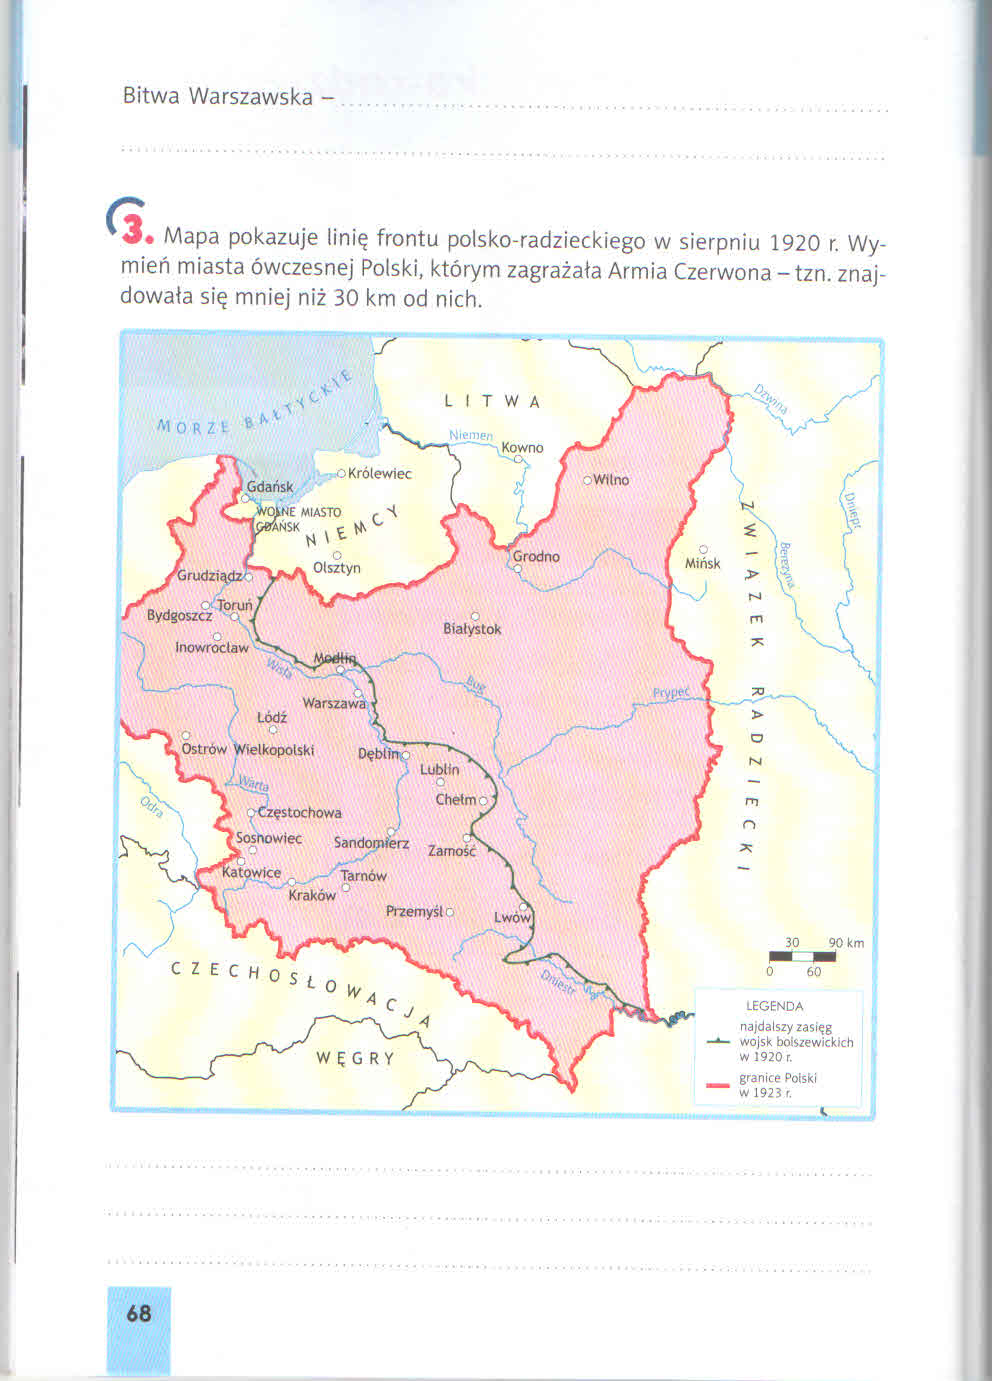 Bitwa Warszawska –
3. Mapa pokazuje linię frontu polsko-radzieckiego w sierpniu 1920 r. Wy-
mień miasta ówczesnej Polski, którym zagrażała Armia Czerwona – tzn. znaj-
dowała się mniej niż 30 km od nich.
MORZE BAŁTYCKIE
LITWA
Dźwina
Niemen
Kowno
Królewiec
Wilno
Gdańsk
Dniepr
WOLNE MIASTO
GDAŃSK
NIEMCY
ZWIĄZEK RADZIECKI
Berezyna
Grodno
Mińsk
Olsztyn
Grudziądz
Toruń
Bydgoszcz
Białystok
Inowrocław
Modlin
Wisła
Bug
Prypeć
Warszawa
Łódź
Ostrów Wielkopolski
Dęblin
Lublin
Warta
Chełm
Odra
Częstochowa
Sosnowiec
Sandomierz
Zamość
Katowice
Tarnów
Kraków
Przemyśl
Lwów
30 90 km
0 60
CZECHOSŁOWACJA
Dniestr
LEGENDA
najdalszy zasięg
wojsk bolszewickich
w 1920 r.
granice Polski
w 1923 r.
WĘGRY
68